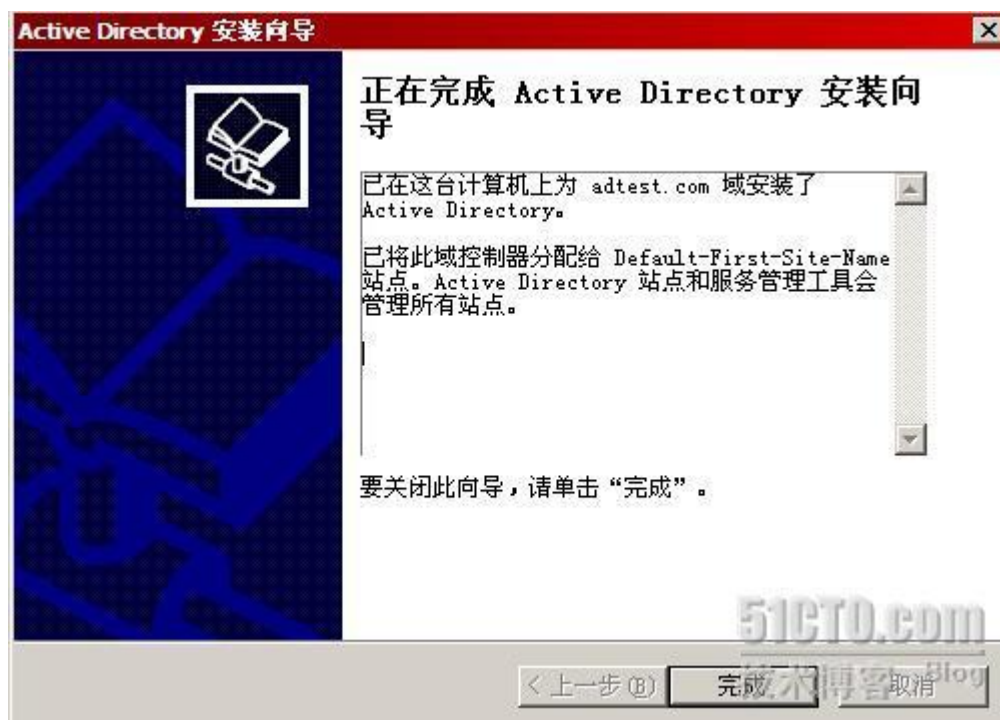 Active Directory 安装向导
正在完成 Active Directory 安装向
导
已在这台计算机上为 adtest.com 域安装了
Active Directory。
已将此域控制器分配给 Default-First-Site-Name
站点。Active Directory 站点和服务管理工具会
管理所有站点。
要关闭此向导，请单击“完成”。
51CTO.com
技术博客 Blog
< 上一步(B)
完成
取消